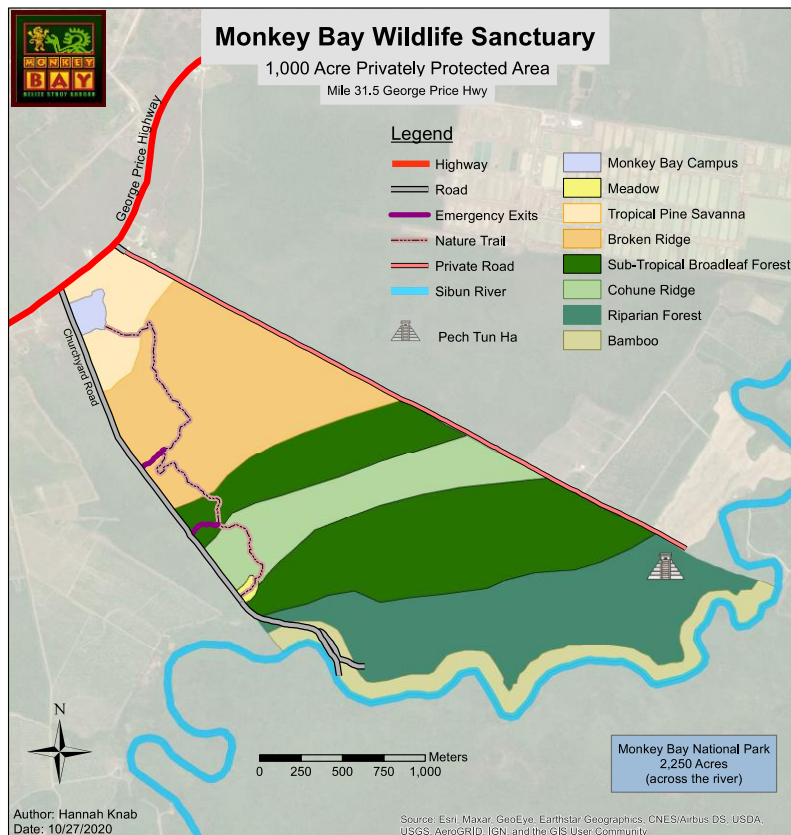 Monkey Bay Wildlife Sanctuary
1,000 Acre Privately Protected Area
Mile 31.5 George Price Hwy
MONKEY
BAY
BELIZE STUDY ABROAD
George Price Highway
Legend
Highway
Road
Emergency Exits
Nature Trail
Private Road
Sibun River
Pech Tun Ha
Monkey Bay Campus
Meadow
Tropical Pine Savanna
Broken Ridge
Sub-Tropical Broadleaf Forest
Cohune Ridge
Riparian Forest
Bamboo
Churchyard Road
N
Meters
0 250 500 750 1,000
Monkey Bay National Park
2,250 Acres
(across the river)
Author: Hannah Knab
Date: 10/27/2020
Source: Esri, Maxar, GeoEye, Earthstar Geographics, CNES/Airbus DS, USDA,
USGS, AeroGRID, IGN, and the GIS User Community